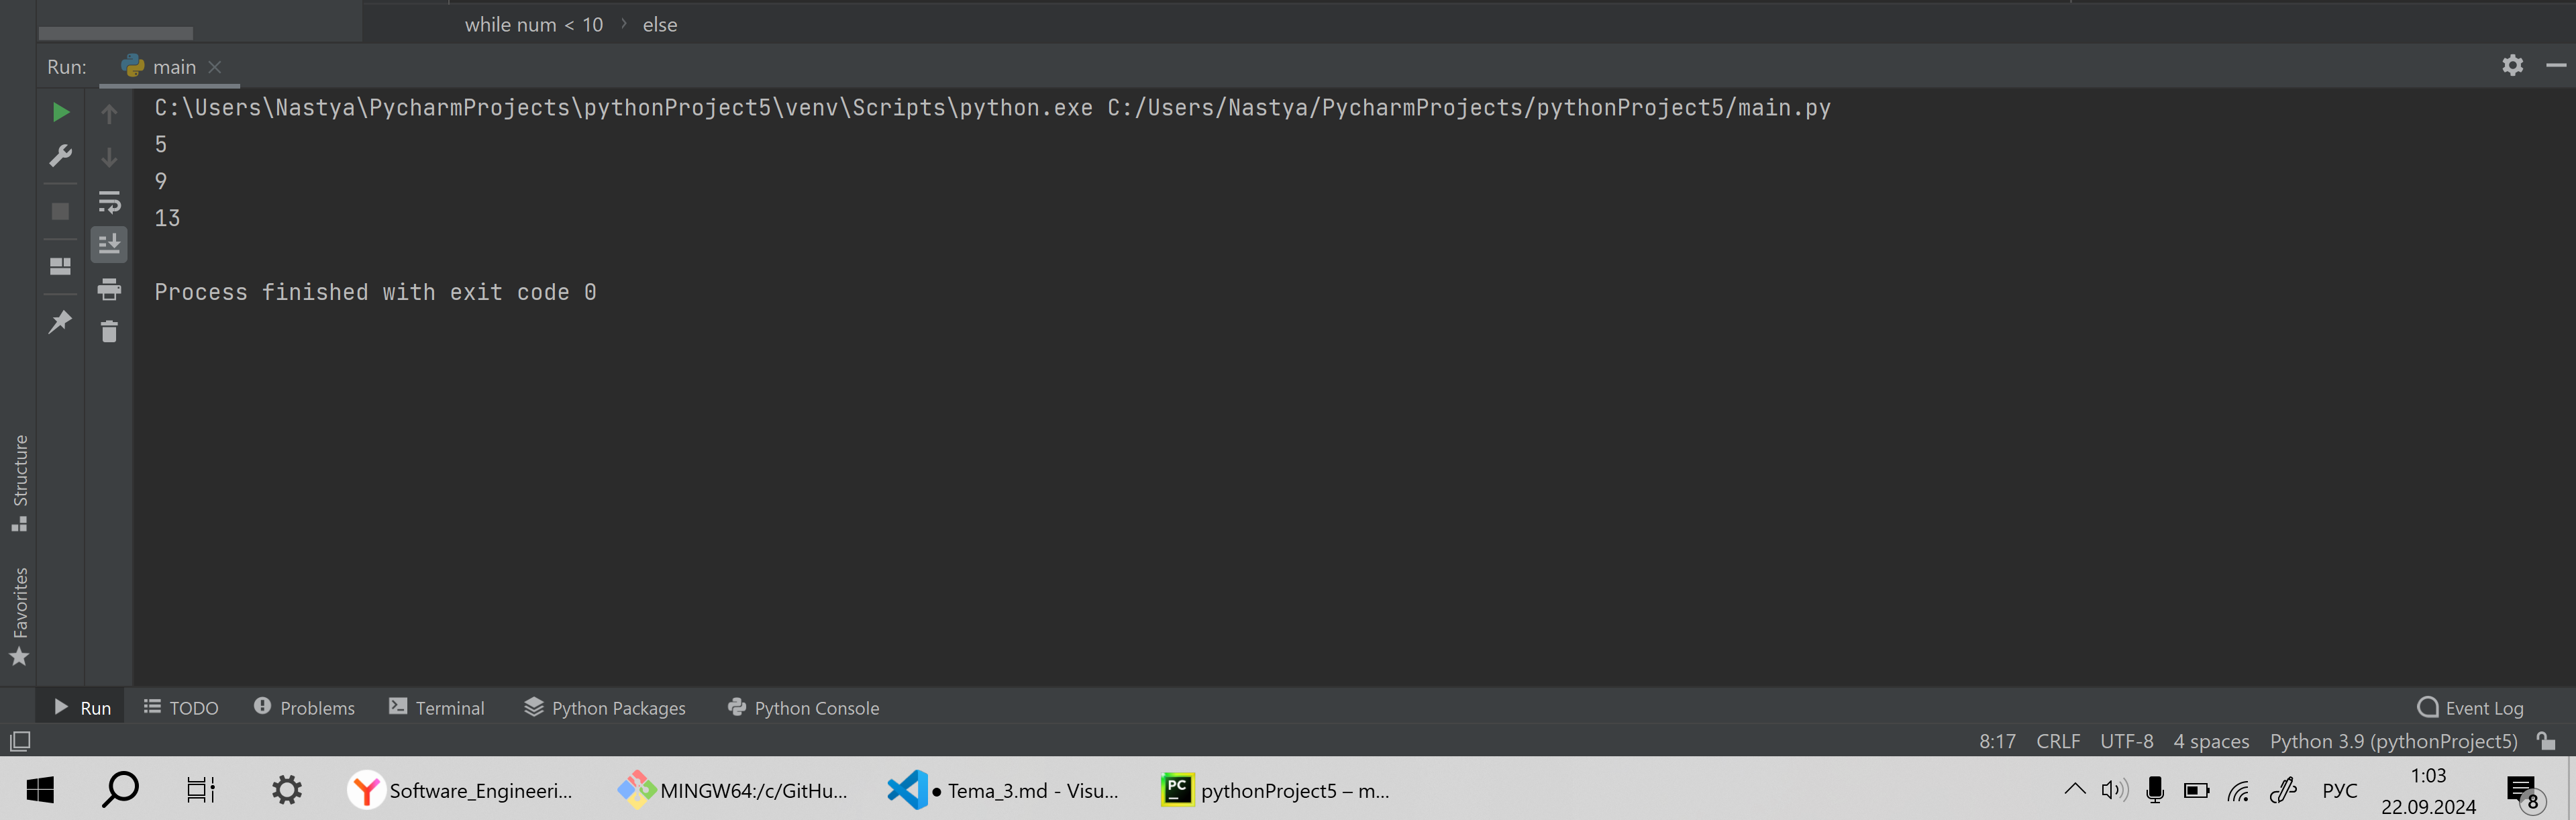 while num < 10 › else
Run: main
C:\Users\Nastya\PycharmProjects\pythonProject5\venv\Scripts\python.exe C:/Users/Nastya/PycharmProjects/pythonProject5/main.py
5
9
13
Process finished with exit code 0
Structure
Favorites
Run TODO Problems Terminal Python Packages Python Console Event Log
8:17 CRLF UTF-8 4 spaces Python 3.9 (pythonProject5)
Software_Engineeri... MINGW64:/c/GitHu... ● Tema_3.md - Visu... PC pythonProject5 – m... РУС 1:03
22.09.2024 8